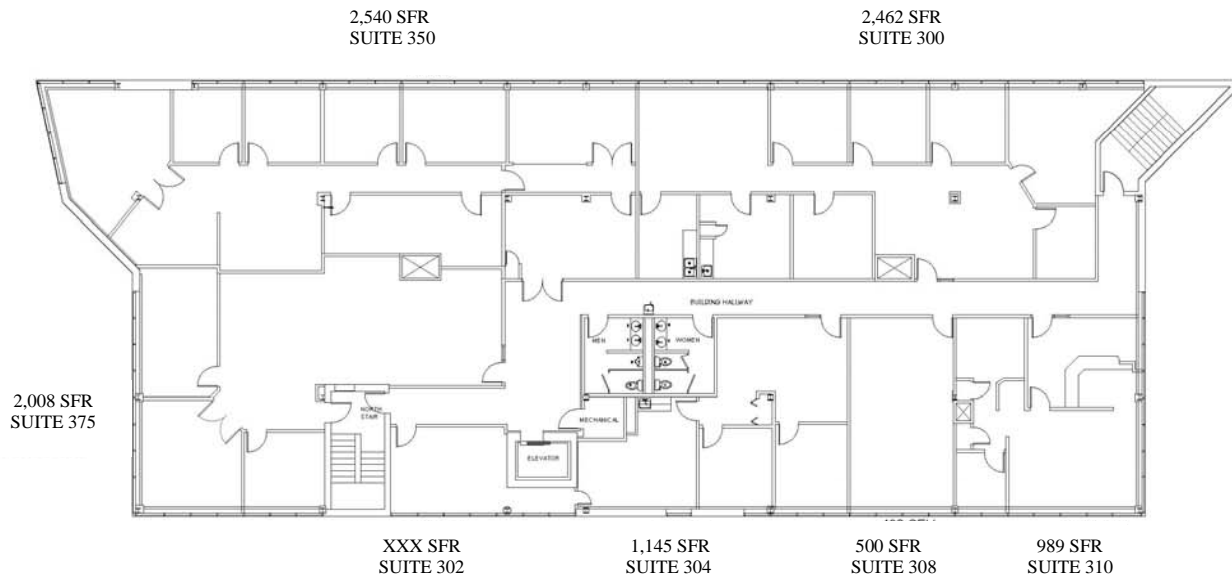 2,540 SFR
SUITE 350
2,462 SFR
SUITE 300
BUILDING HALLWAY
MEN
WOMEN
2,008 SFR
SUITE 375
NORTH
STAIR
MECHANICAL
ELEVATOR
XXX SFR
SUITE 302
1,145 SFR
SUITE 304
500 SFR
SUITE 308
989 SFR
SUITE 310